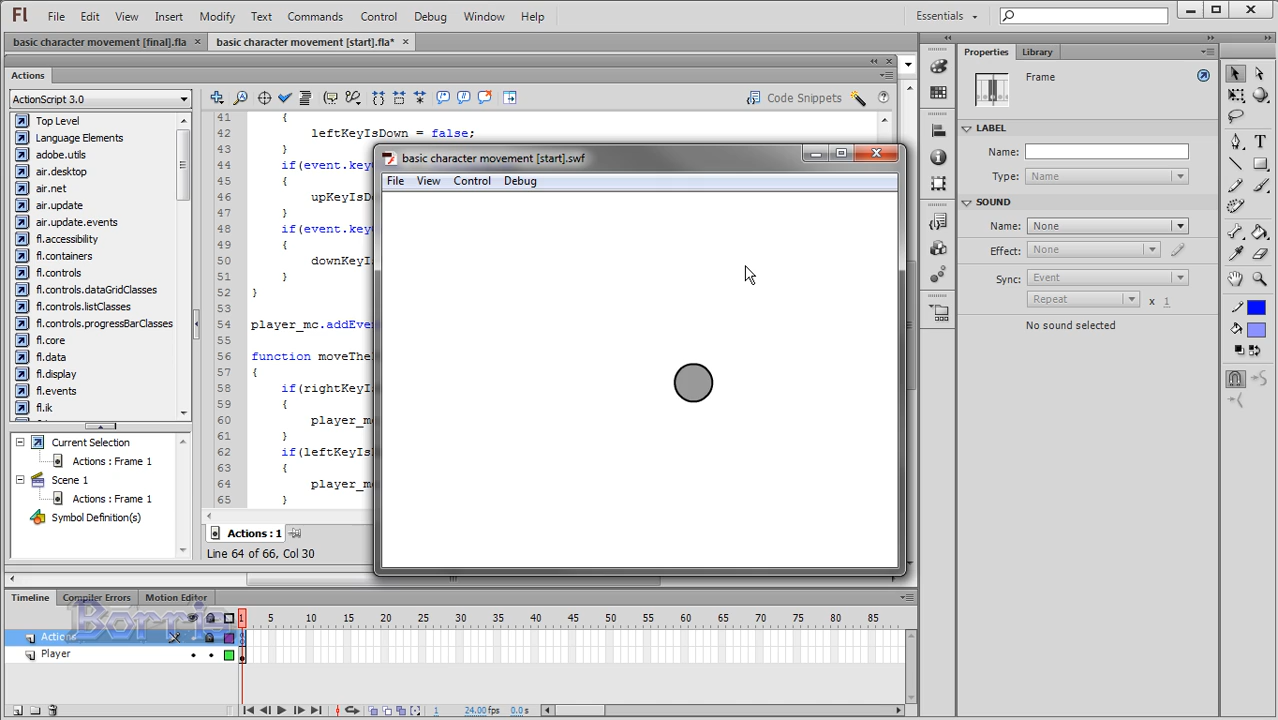 Fl File Edit View Insert Modify Text Commands Control Debug Window Help Essentials
basic character movement [final].fla × basic character movement [start].fla* ×
Actions
ActionScript 3.0
Code Snippets
Top Level
Language Elements
adobe.utils
air.desktop
air.net
air.update
air.update.events
fl.accessibility
fl.containers
fl.controls
fl.controls.dataGridClasses
fl.controls.listClasses
fl.controls.progressBarClasses
fl.core
fl.data
fl.display
fl.events
fl.ik
Current Selection
Actions : Frame 1
Scene 1
Actions : Frame 1
Symbol Definition(s)
41 {
42 leftKeyIsDown = false;
43 }
44 if(event.key
45 {
46 upKeyIsD
47 }
48 if(event.key
49 {
50 downKeyI
51 }
52 }
53
54 player_mc.addEve
55
56 function moveThe
57 {
58 if(rightKeyI
59 {
60 player_m
61 }
62 if(leftKeyIs
63 {
64 player_m
65 }
Actions : 1
Line 64 of 66, Col 30
basic character movement [start].swf
File View Control Debug
Properties Library
Frame
LABEL
Name:
Type: Name
SOUND
Name: None
Effect: None
Sync: Event
Repeat x 1
No sound selected
Timeline Compiler Errors Motion Editor
1 5 10 15 20 25 30 35 40 45 50 55 60 65 70 75 80 85
Actions
Player
Borris
1 24.00 fps 0.0 s